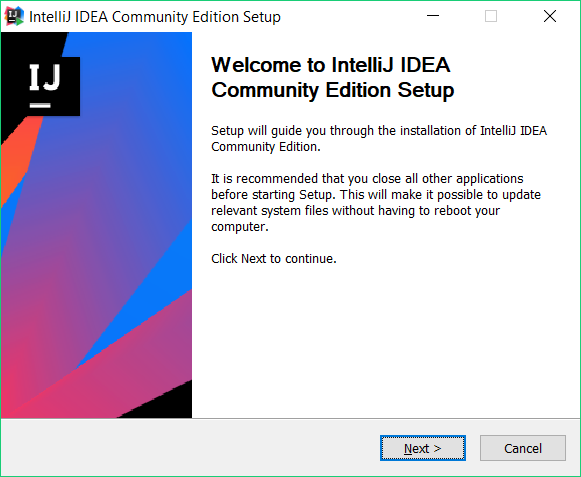 IntelliJ IDEA Community Edition Setup
IJ
Welcome to IntelliJ IDEA
Community Edition Setup
Setup will guide you through the installation of IntelliJ IDEA
Community Edition.
It is recommended that you close all other applications
before starting Setup. This will make it possible to update
relevant system files without having to reboot your
computer.
Click Next to continue.
Next >
Cancel